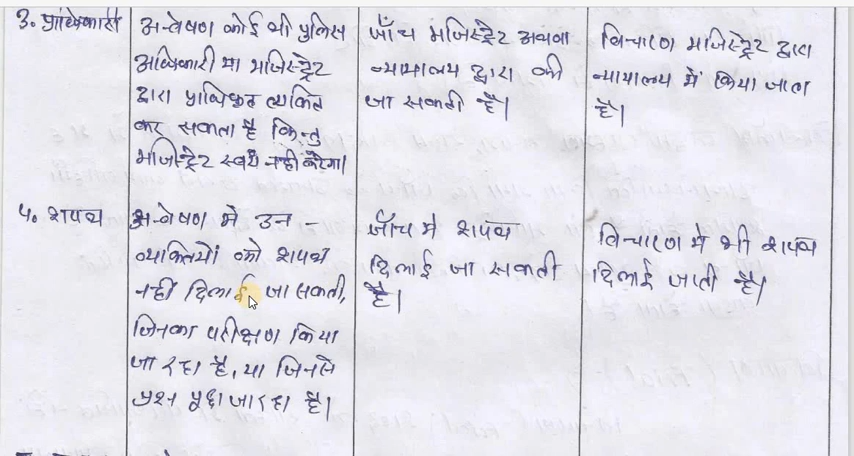 3. प्राधिकारी
अन्वेषण कोई भी पुलिस
अधिकारी या मजिस्ट्रेट
द्वारा प्राधिकृत व्यक्ति
कर सकता है किन्तु
मजिस्ट्रेट स्वयं नहीं करेगा।
जाँच मजिस्ट्रेट अथवा
न्यायालय द्वारा की
जा सकती है।
विचारण मजिस्ट्रेट द्वारा
न्यायालय में किया जाता
है।
4. शपथ
अन्वेषण में उन -
व्यक्तियों को शपथ
नहीं दिलाई जा सकती,
जिनका परीक्षण किया
जा रहा है, या जिनसे
प्रश्न पूछा जा रहा है।
जाँच में शपथ
दिलाई जा सकती
है।
विचारण में भी शपथ
दिलाई जाती है।